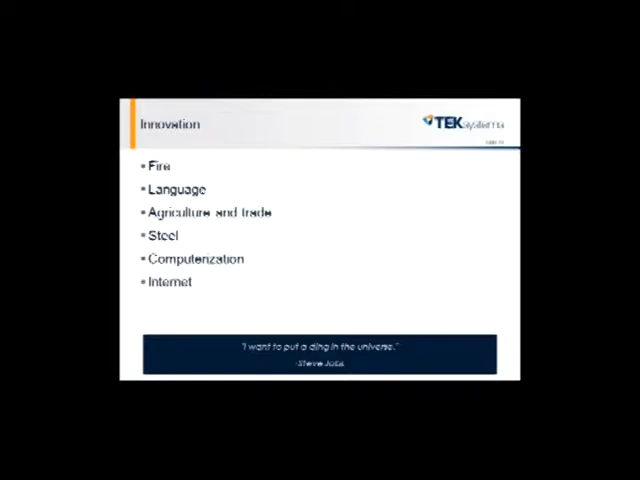 Innovation
TEKsystems
• Fire
• Language
• Agriculture and trade
• Steel
• Computerization
• Internet
"I want to put a ding in the universe."
-Steve Jobs